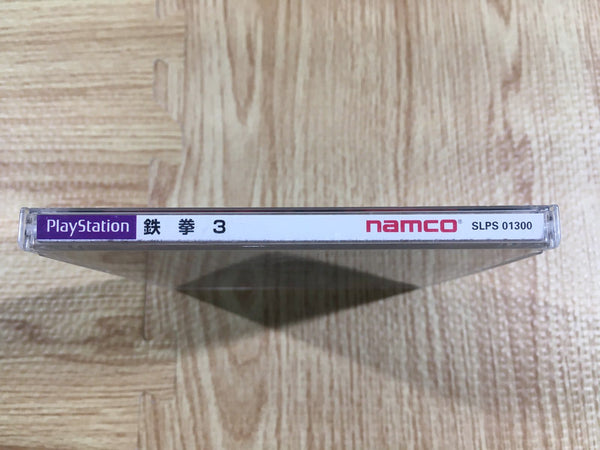 PlayStation 鉄 拳 3 namco® SLPS 01300